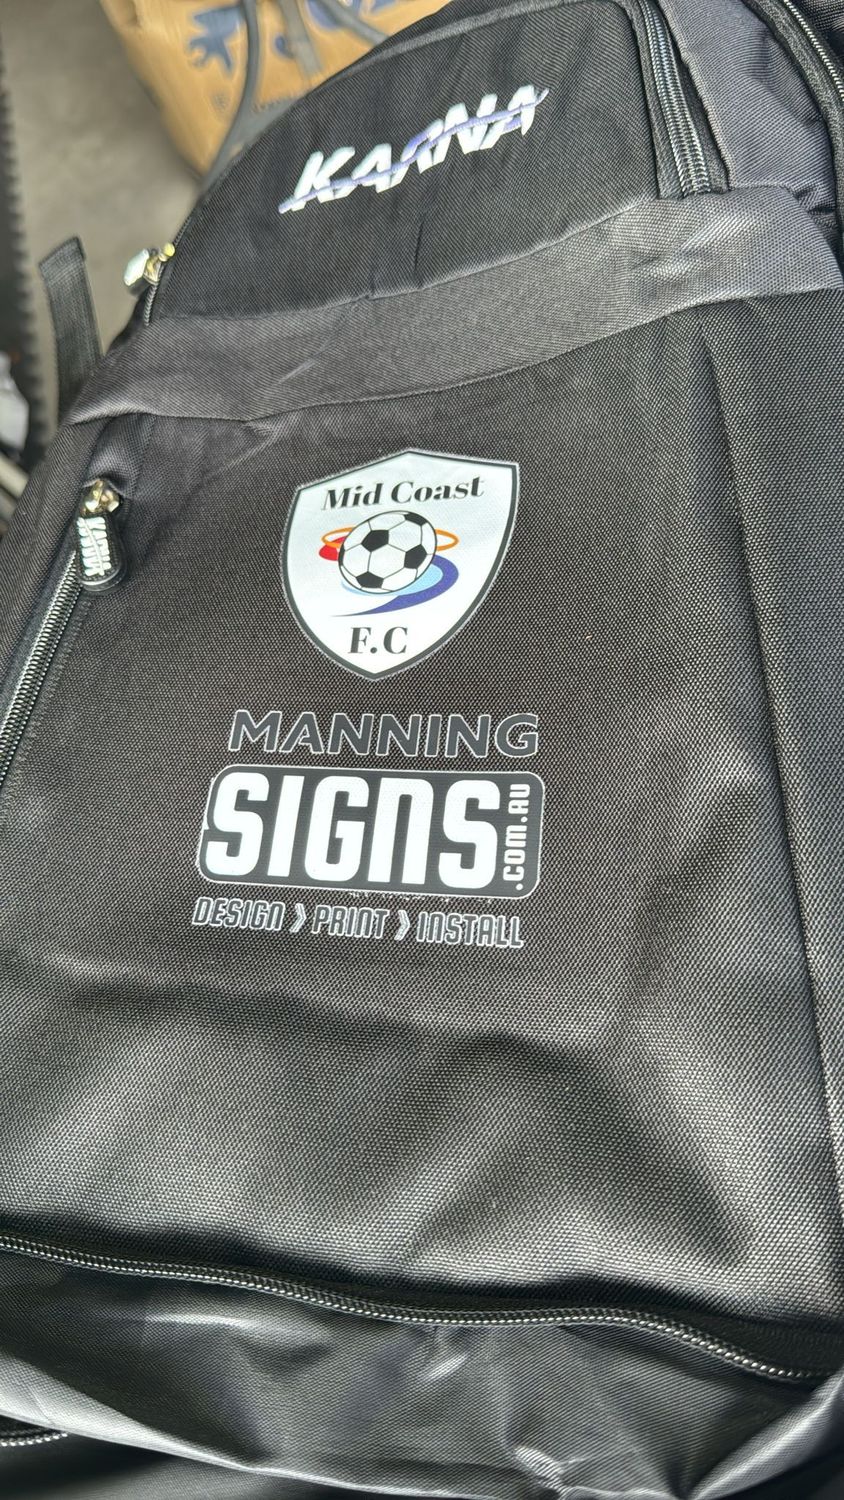 KARNA
Mid Coast
F.C
MANNING
SIGNS
.COM.AU
DESIGN > PRINT > INSTALL